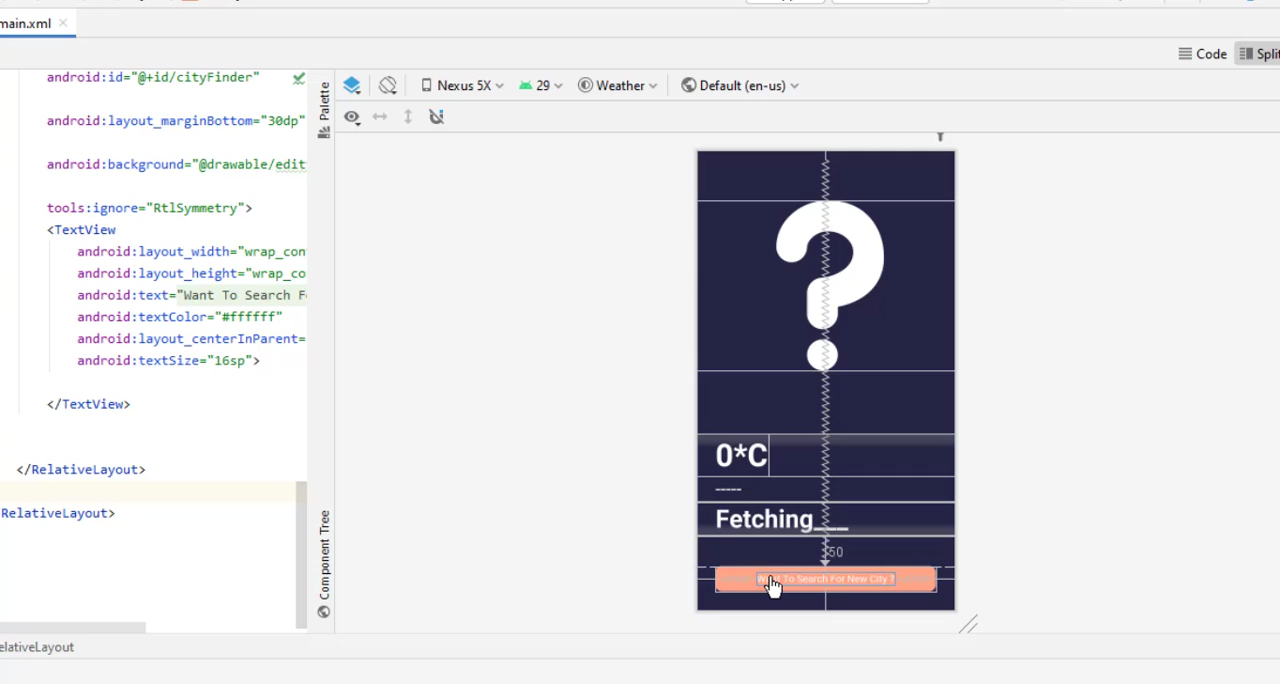 main.xml
Code
Split
android:id="@+id/cityFinder"
Palette
Nexus 5X
29
Weather
Default (en-us)
android:layout_marginBottom="30dp"
android:background="@drawable/edit
tools:ignore="RtlSymmetry">
<TextView
android:layout_width="wrap_con
android:layout_height="wrap_co
android:text="Want To Search F
android:textColor="#ffffff"
android:layout_centerInParent=
android:textSize="16sp">
</TextView>
</RelativeLayout>
RelativeLayout>
Component Tree
?
0*C
-----
Fetching___
50
To Search For New City ?
elativeLayout